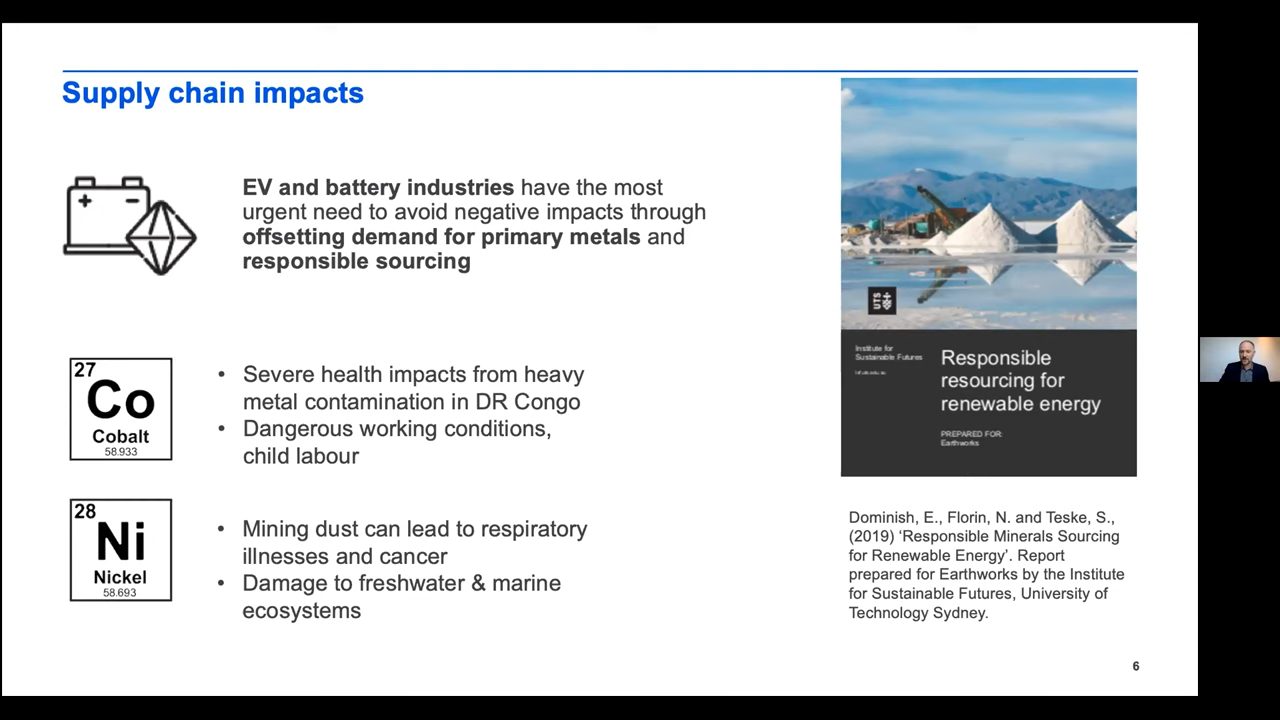 Supply chain impacts
EV and battery industries have the most
urgent need to avoid negative impacts through
offsetting demand for primary metals and
responsible sourcing
27
Co
Cobalt
58.933
• Severe health impacts from heavy
metal contamination in DR Congo
• Dangerous working conditions,
child labour
28
Ni
Nickel
58.693
• Mining dust can lead to respiratory
illnesses and cancer
• Damage to freshwater & marine
ecosystems
UTS
Institute for
Sustainable Futures
Responsible
resourcing for
renewable energy
PREPARED FOR:
Earthworks
Dominish, E., Florin, N. and Teske, S.,
(2019) ‘Responsible Minerals Sourcing
for Renewable Energy’. Report
prepared for Earthworks by the Institute
for Sustainable Futures, University of
Technology Sydney.
6